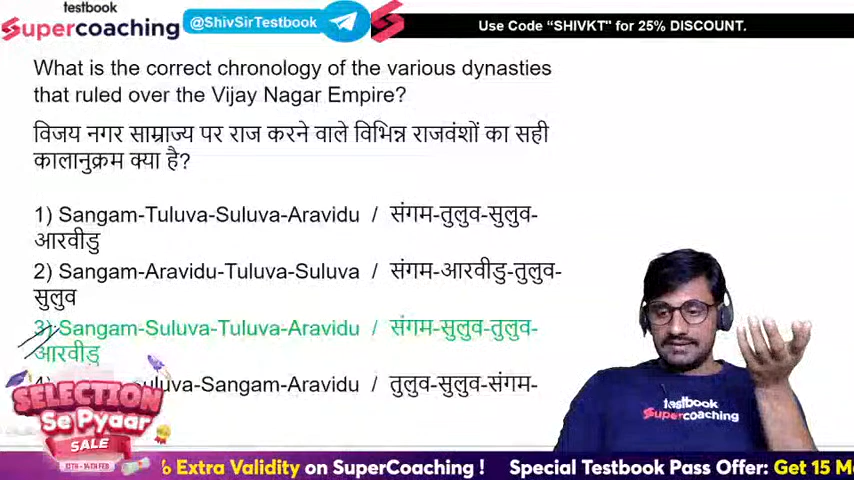 testbook
Supercoaching
@ShivSirTestbook
Use Code “SHIVKT" for 25% DISCOUNT.
What is the correct chronology of the various dynasties
that ruled over the Vijay Nagar Empire?
विजय नगर साम्राज्य पर राज करने वाले विभिन्न राजवंशों का सही
कालानुक्रम क्या है?
1) Sangam-Tuluva-Suluva-Aravidu / संगम-तुलुव-सुलुव-
आरवीडु
2) Sangam-Aravidu-Tuluva-Suluva / संगम-आरवीडु-तुलुव-
सुलुव
3) Sangam-Suluva-Tuluva-Aravidu / संगम-सुलुव-तुलुव-
आरवीडु
uluva-Sangam-Aravidu / तुलुव-सुलुव-संगम-
testbook
Supercoaching
SELECTION
Se Pyaar
SALE
13TH - 14TH FEB
% Extra Validity on SuperCoaching ! Special Testbook Pass Offer: Get 15 M